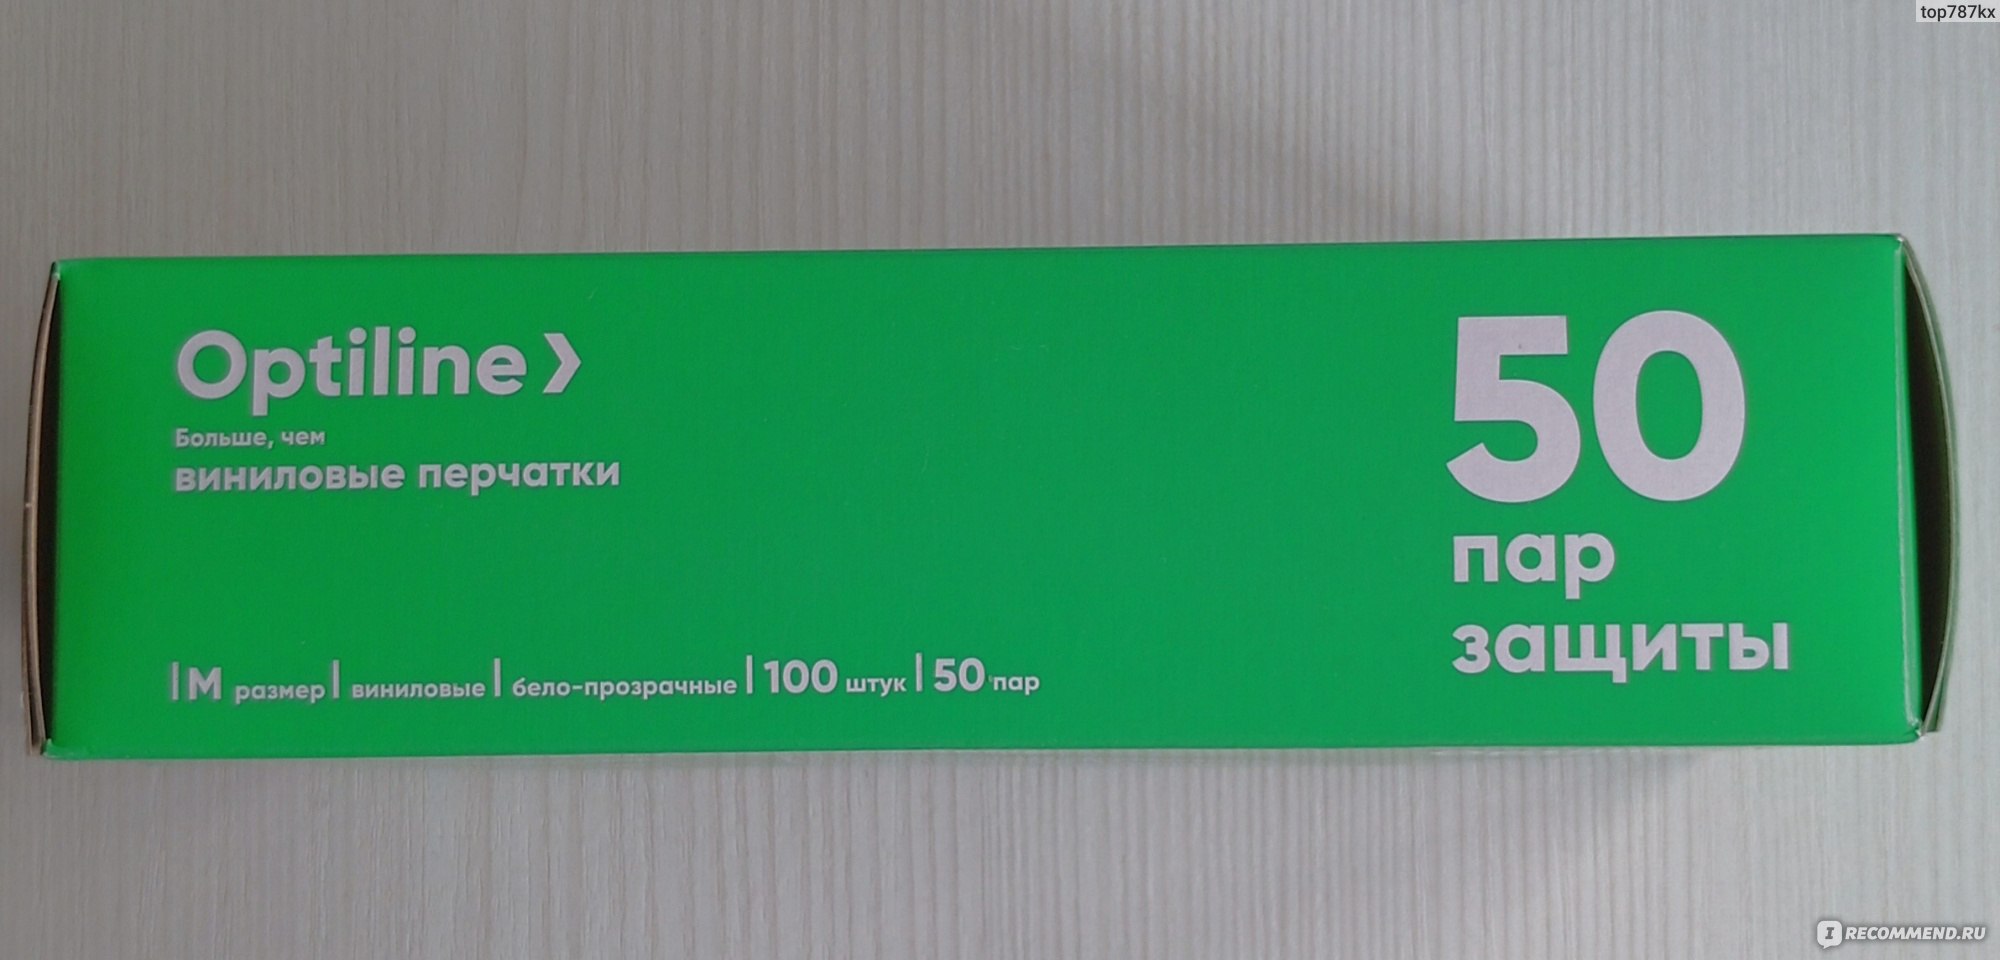 top787kx
Optiline
Больше, чем
виниловые перчатки
50
пар
защиты
М размер | виниловые | бело-прозрачные | 100 штук | 50 пар
IRECOMMEND.RU